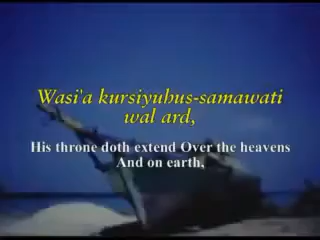 Wasi'a kursiyuhus-samawati
wal ard,
His throne doth extend Over the heavens
And on earth,